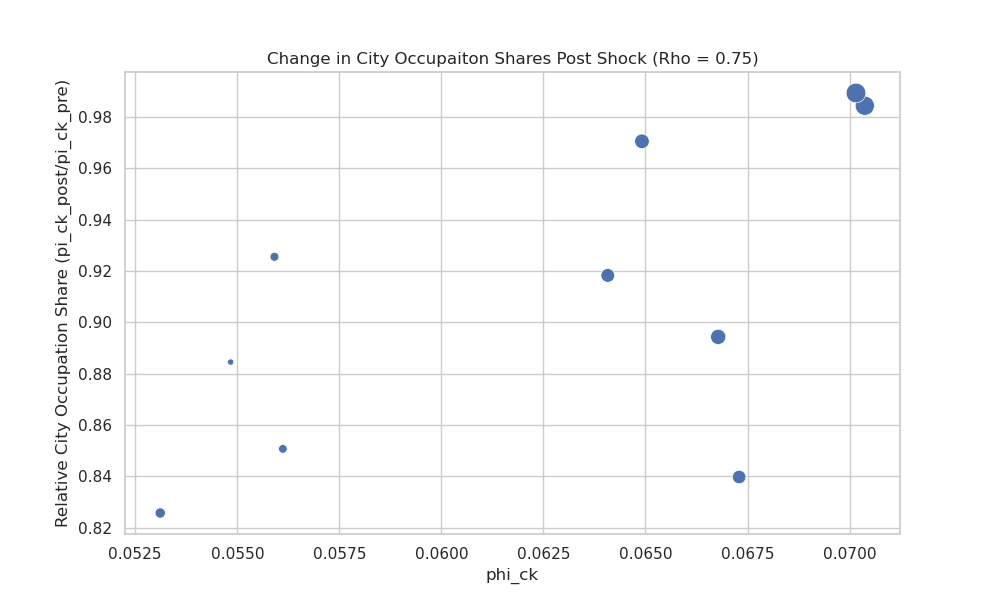 Change in City Occupaiton Shares Post Shock (Rho = 0.75)
Relative City Occupation Share (pi_ck_post/pi_ck_pre)
0.98
0.96
0.94
0.92
0.90
0.88
0.86
0.84
0.82
0.0525 0.0550 0.0575 0.0600 0.0625 0.0650 0.0675 0.0700
phi_ck